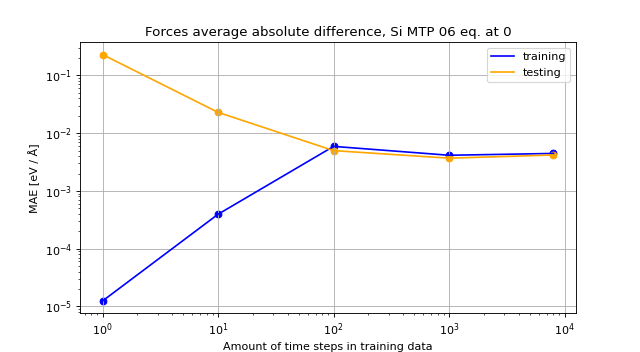 Forces average absolute difference, Si MTP 06 eq. at 0
training
testing
MAE [eV / Å]
10⁻¹
10⁻²
10⁻³
10⁻⁴
10⁻⁵
10⁰ 10¹ 10² 10³ 10⁴
Amount of time steps in training data